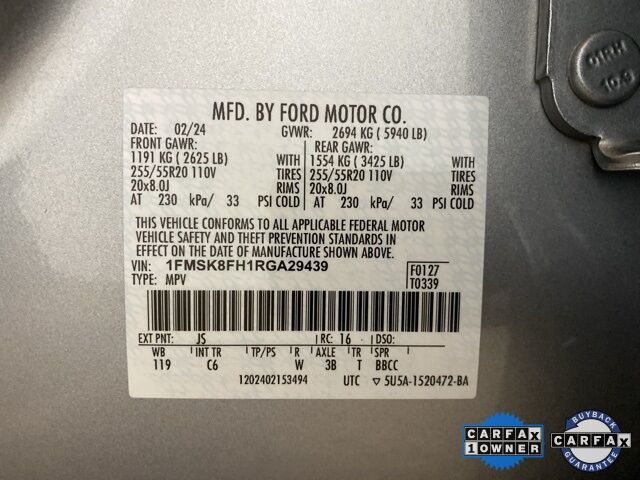 MFD. BY FORD MOTOR CO.
DATE: 02/24 GVWR: 2694 KG ( 5940 LB)
FRONT GAWR: REAR GAWR:
1191 KG ( 2625 LB) WITH 1554 KG ( 3425 LB) WITH
255/55R20 110V TIRES 255/55R20 110V TIRES
20x8.0J RIMS 20x8.0J RIMS
AT 230 kPa/ 33 PSI COLD AT 230 kPa/ 33 PSI COLD
THIS VEHICLE CONFORMS TO ALL APPLICABLE FEDERAL MOTOR
VEHICLE SAFETY AND THEFT PREVENTION STANDARDS IN
EFFECT ON THE DATE OF MANUFACTURE SHOWN ABOVE.
VIN: 1FMSK8FH1RGA29439 F0127
TYPE: MPV T0339
EXT PNT: JS RC: 16 DSO:
WB INT TR TP/PS R AXLE TR SPR
119 C6 W 3B T BBCC
1202402153494 UTC ▽ 5U5A-1520472-BA
01RH
10.9
CARFAX
1 OWNER
BUYBACK
CARFAX
GUARANTEE